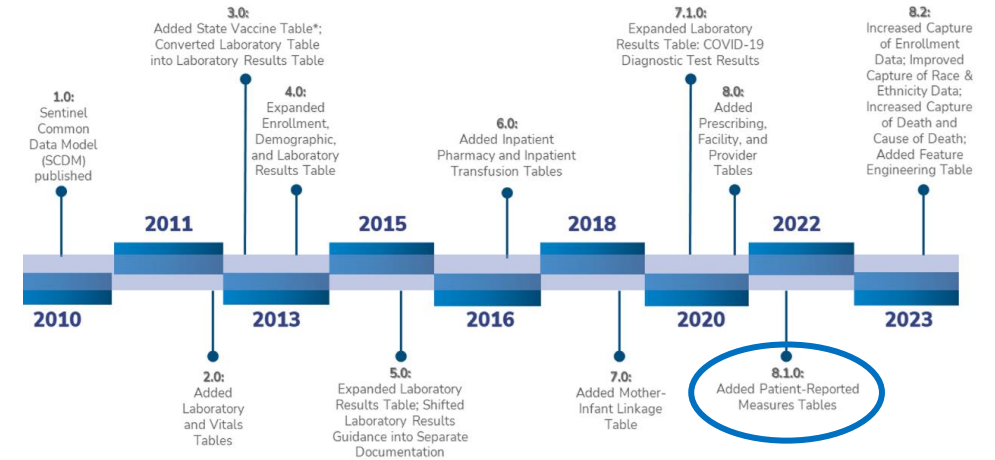 1.0:
Sentinel
Common
Data Model
(SCDM)
published
3.0:
Added State Vaccine Table*;
Converted Laboratory Table
into Laboratory Results Table
4.0:
Expanded
Enrollment,
Demographic,
and Laboratory
Results Table
6.0:
Added Inpatient
Pharmacy and Inpatient
Transfusion Tables
7.1.0:
Expanded Laboratory
Results Table: COVID-19
Diagnostic Test Results
8.0:
Added
Prescribing,
Facility, and
Provider
Tables
8.2:
Increased Capture
of Enrollment
Data; Improved
Capture of Race &
Ethnicity Data;
Increased Capture
of Death and
Cause of Death;
Added Feature
Engineering Table
2011
2015
2018
2022
2010
2013
2016
2020
2023
2.0:
Added
Laboratory
and Vitals
Tables
5.0:
Expanded Laboratory
Results Table; Shifted
Laboratory Results
Guidance into Separate
Documentation
7.0:
Added Mother-
Infant Linkage
Table
8.1.0:
Added Patient-Reported
Measures Tables